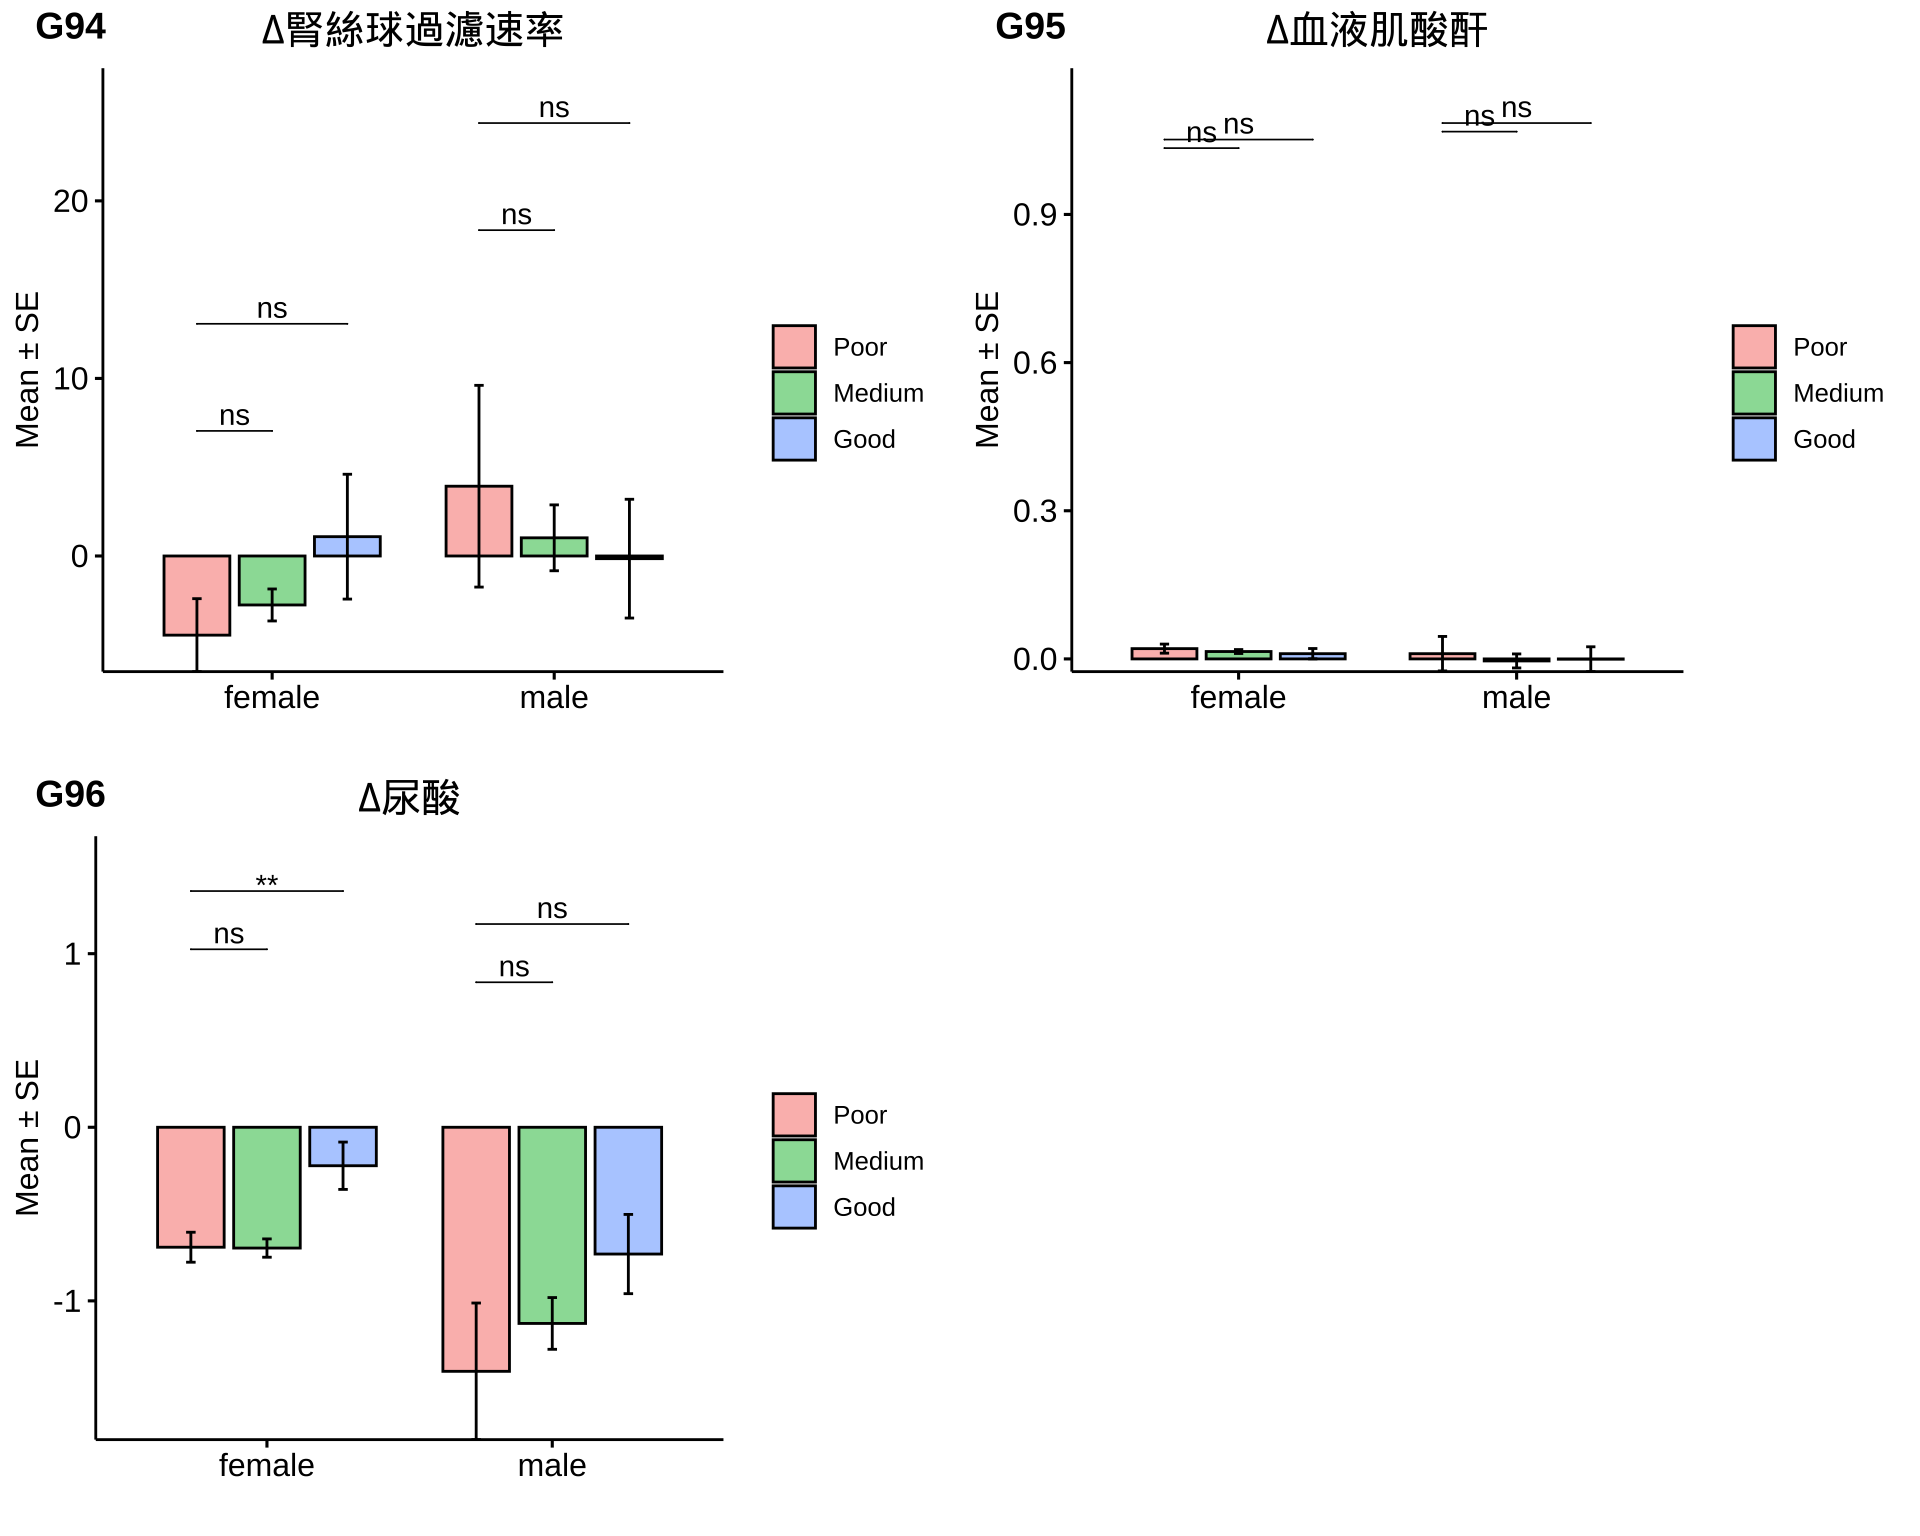 G94
Δ腎絲球過濾速率
Mean ± SE
20
10
0
ns
ns
ns
ns
female
male
Poor
Medium
Good
G95
Δ血液肌酸酐
Mean ± SE
0.9
0.6
0.3
0.0
ns
ns
ns
ns
female
male
Poor
Medium
Good
G96
Δ尿酸
Mean ± SE
1
0
-1
**
ns
ns
ns
female
male
Poor
Medium
Good